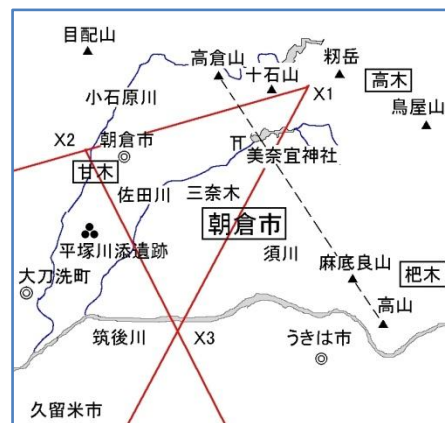 目配山
高倉山
籾岳
十石山
高木
小石原川
X1
鳥屋山
X2
朝倉市
美奈宜神社
甘木
佐田川
三奈木
朝倉市
平塚川添遺跡
須川
麻底良山
杷木
大刀洗町
高山
筑後川
X3
うきは市
久留米市